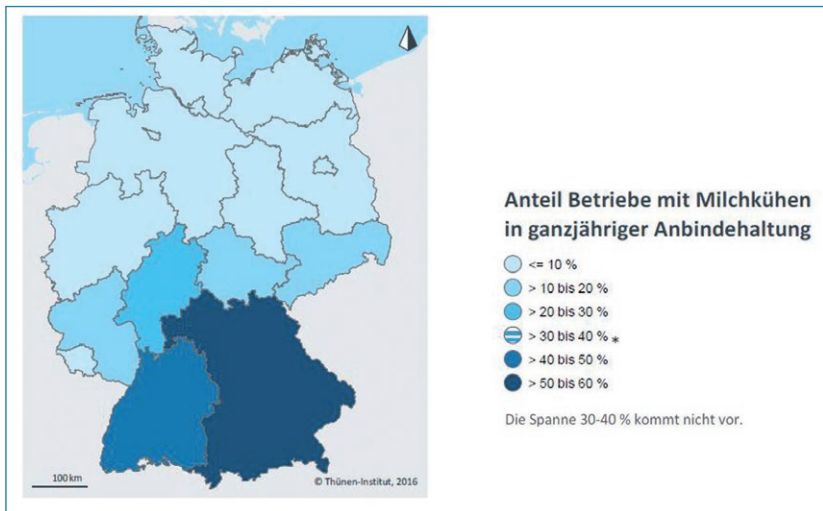 Anteil Betriebe mit Milchkühen
in ganzjähriger Anbindehaltung
<= 10 %
> 10 bis 20 %
> 20 bis 30 %
> 30 bis 40 % *
> 40 bis 50 %
> 50 bis 60 %
Die Spanne 30-40 % kommt nicht vor.
100 km
© Thünen-Institut, 2016